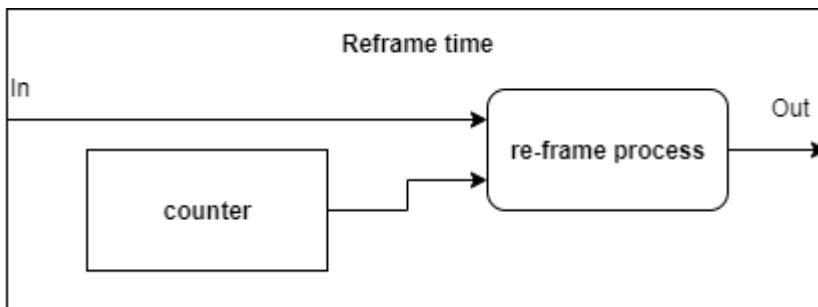 Reframe time
In
Out
re-frame process
counter